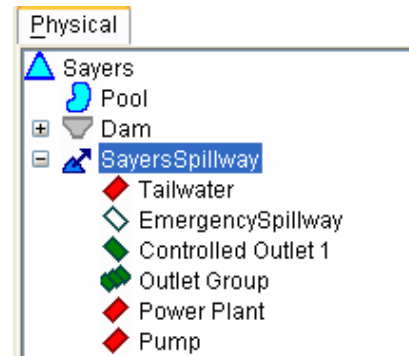 Physical
Sayers
Pool
Dam
SayersSpillway
Tailwater
EmergencySpillway
Controlled Outlet 1
Outlet Group
Power Plant
Pump